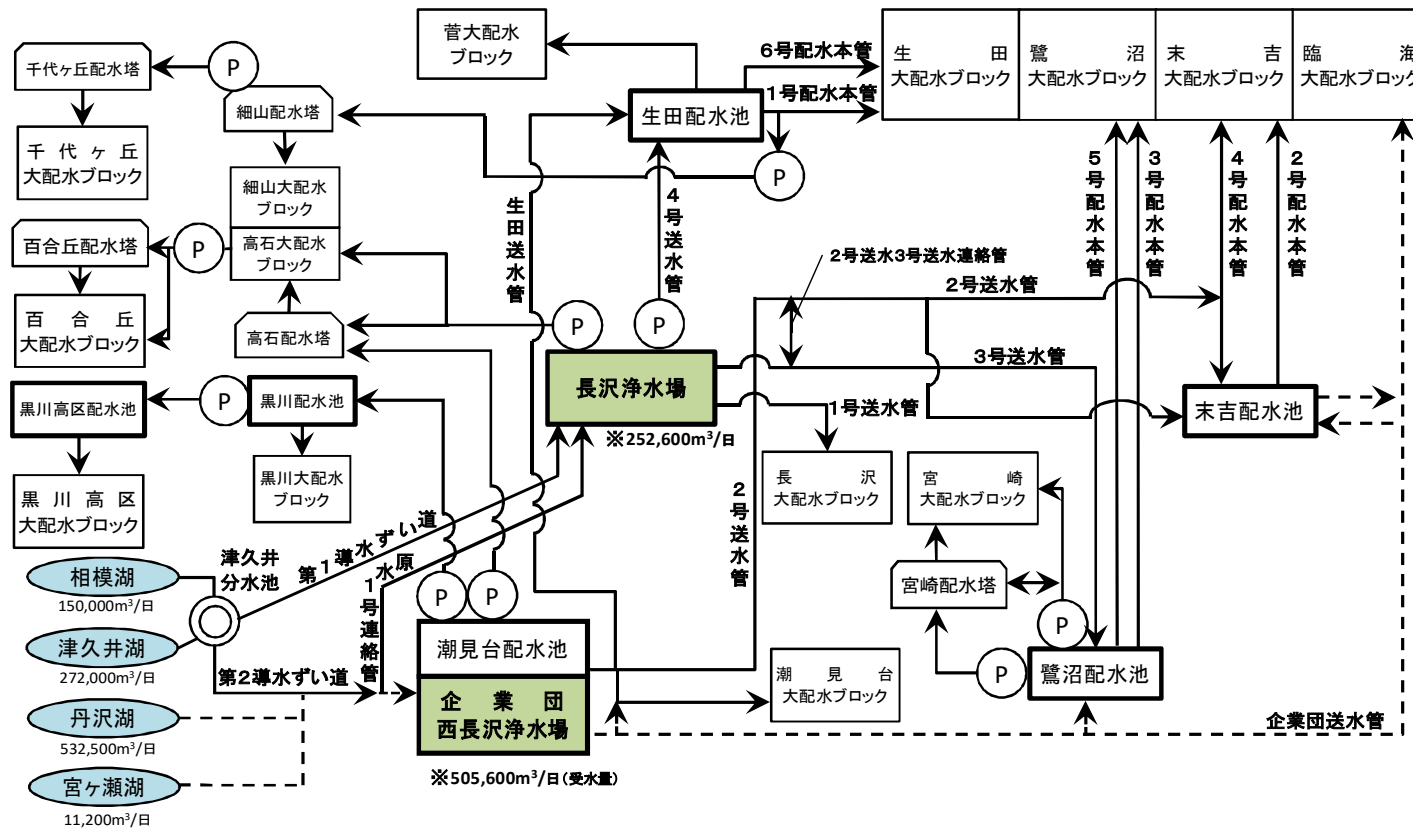 菅大配水
ブロック
6号配水本管
1号配水本管
生田
大配水ブロック
鷺沼
大配水ブロック
末吉
大配水ブロック
臨海
大配水ブロック
千代ヶ丘配水塔
P
細山配水塔
生田配水池
P
千代ヶ丘
大配水ブロック
細山大配水
ブロック
生田送水管
4号送水管
5号配水本管
3号配水本管
4号配水本管
2号配水本管
百合丘配水塔
P
高石大配水
ブロック
2号送水3号送水連絡管
2号送水管
百合丘
大配水ブロック
高石配水塔
P
P
長沢浄水場
※252,600m³/日
3号送水管
1号送水管
黒川高区配水池
P
黒川配水池
末吉配水池
黒川高区
大配水ブロック
黒川大配水
ブロック
長沢
大配水ブロック
宮崎
大配水ブロック
2号送水管
津久井
分水池
第1導水ずい道
1号連絡管
水原
相模湖
150,000m³/日
P
P
宮崎配水塔
P
津久井湖
272,000m³/日
第2導水ずい道
潮見台配水池
企業団
西長沢浄水場
※505,600m³/日(受水量)
潮見台
大配水ブロック
P
鷺沼配水池
企業団送水管
丹沢湖
532,500m³/日
宮ヶ瀬湖
11,200m³/日